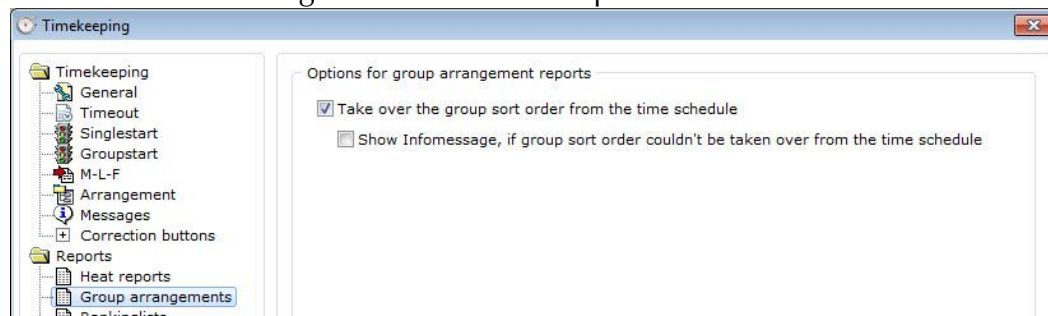 Timekeeping
Timekeeping
General
Timeout
Singlestart
Groupstart
M-L-F
Arrangement
Messages
Correction buttons
Reports
Heat reports
Group arrangements
Options for group arrangement reports
Take over the group sort order from the time schedule
Show Infomessage, if group sort order couldn't be taken over from the time schedule